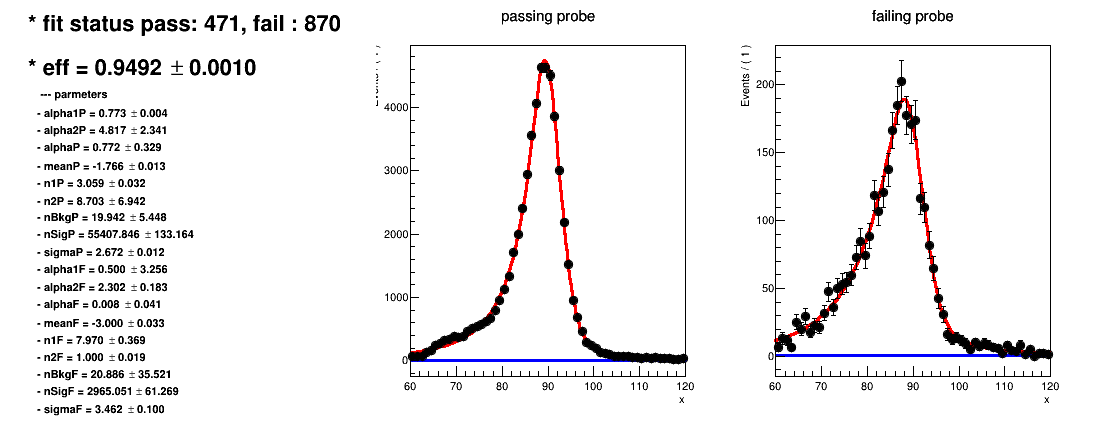 * fit status pass: 471, fail : 870
* eff = 0.9492 ± 0.0010
--- parmeters
- alpha1P = 0.773 ± 0.004
- alpha2P = 4.817 ± 2.341
- alphaP = 0.772 ± 0.329
- meanP = -1.766 ± 0.013
- n1P = 3.059 ± 0.032
- n2P = 8.703 ± 6.942
- nBkgP = 19.942 ± 5.448
- nSigP = 55407.846 ± 133.164
- sigmaP = 2.672 ± 0.012
- alpha1F = 0.500 ± 3.256
- alpha2F = 2.302 ± 0.183
- alphaF = 0.008 ± 0.041
- meanF = -3.000 ± 0.033
- n1F = 7.970 ± 0.369
- n2F = 1.000 ± 0.019
- nBkgF = 20.886 ± 35.521
- nSigF = 2965.051 ± 61.269
- sigmaF = 3.462 ± 0.100
passing probe
4000
3000
2000
1000
0
60 70 80 90 100 110 120
x
failing probe
Events / ( 1 )
200
150
100
50
0
60 70 80 90 100 110 120
x